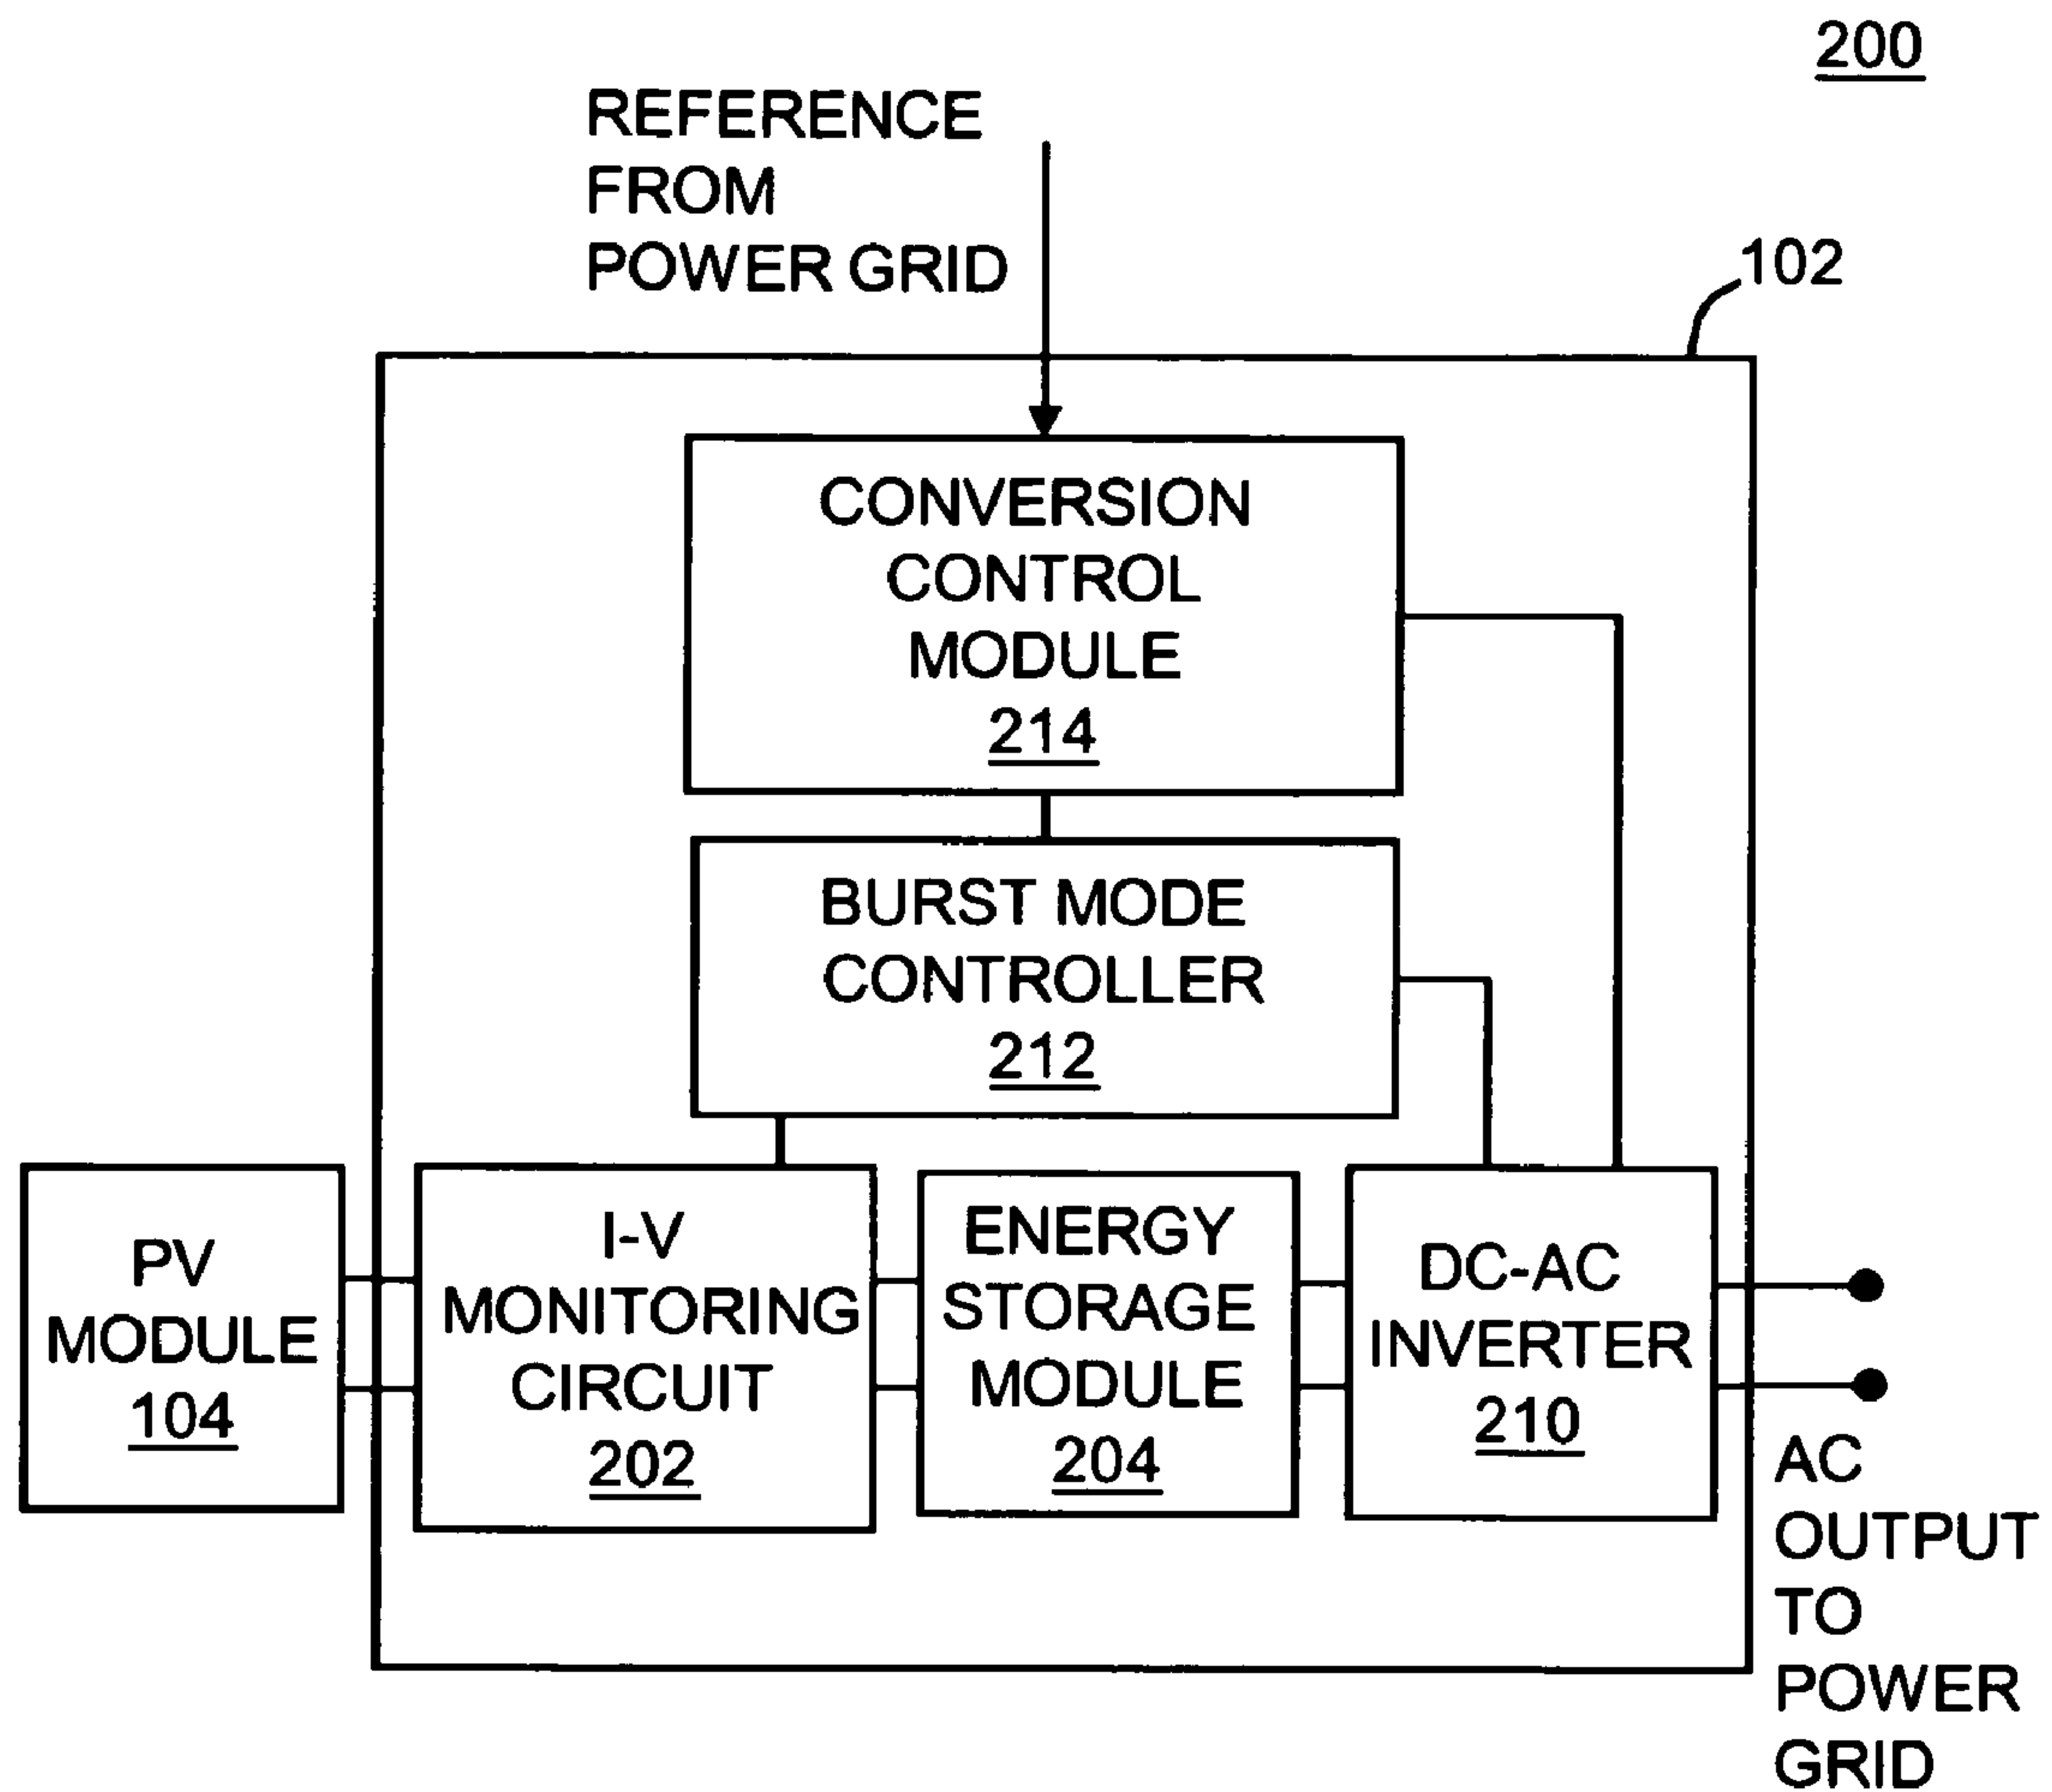 200
REFERENCE
FROM
POWER GRID
102
CONVERSION
CONTROL
MODULE
214
BURST MODE
CONTROLLER
212
PV
MODULE
104
I-V
MONITORING
CIRCUIT
202
ENERGY
STORAGE
MODULE
204
DC-AC
INVERTER
210
AC
OUTPUT
TO
POWER
GRID